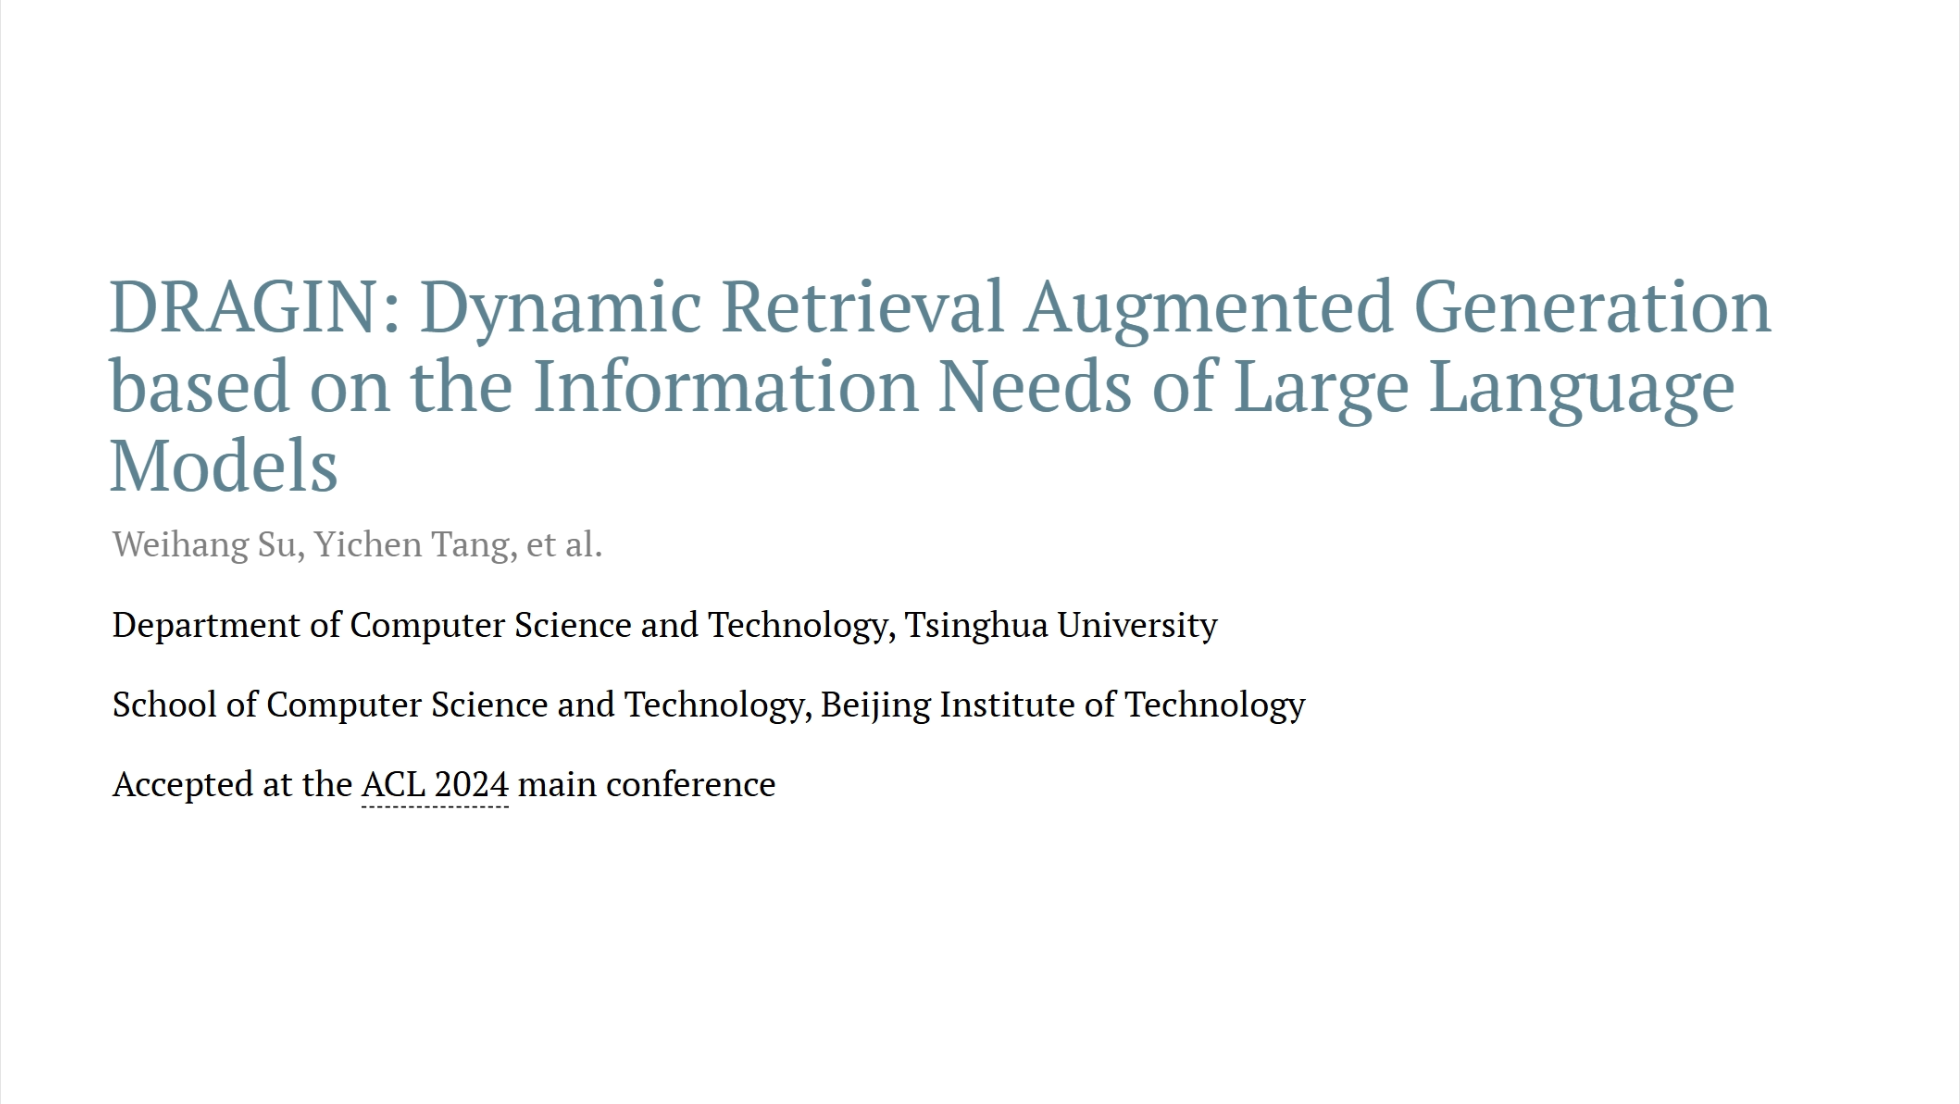 DRAGIN: Dynamic Retrieval Augmented Generation
based on the Information Needs of Large Language
Models
Weihang Su, Yichen Tang, et al.
Department of Computer Science and Technology, Tsinghua University
School of Computer Science and Technology, Beijing Institute of Technology
Accepted at the ACL 2024 main conference